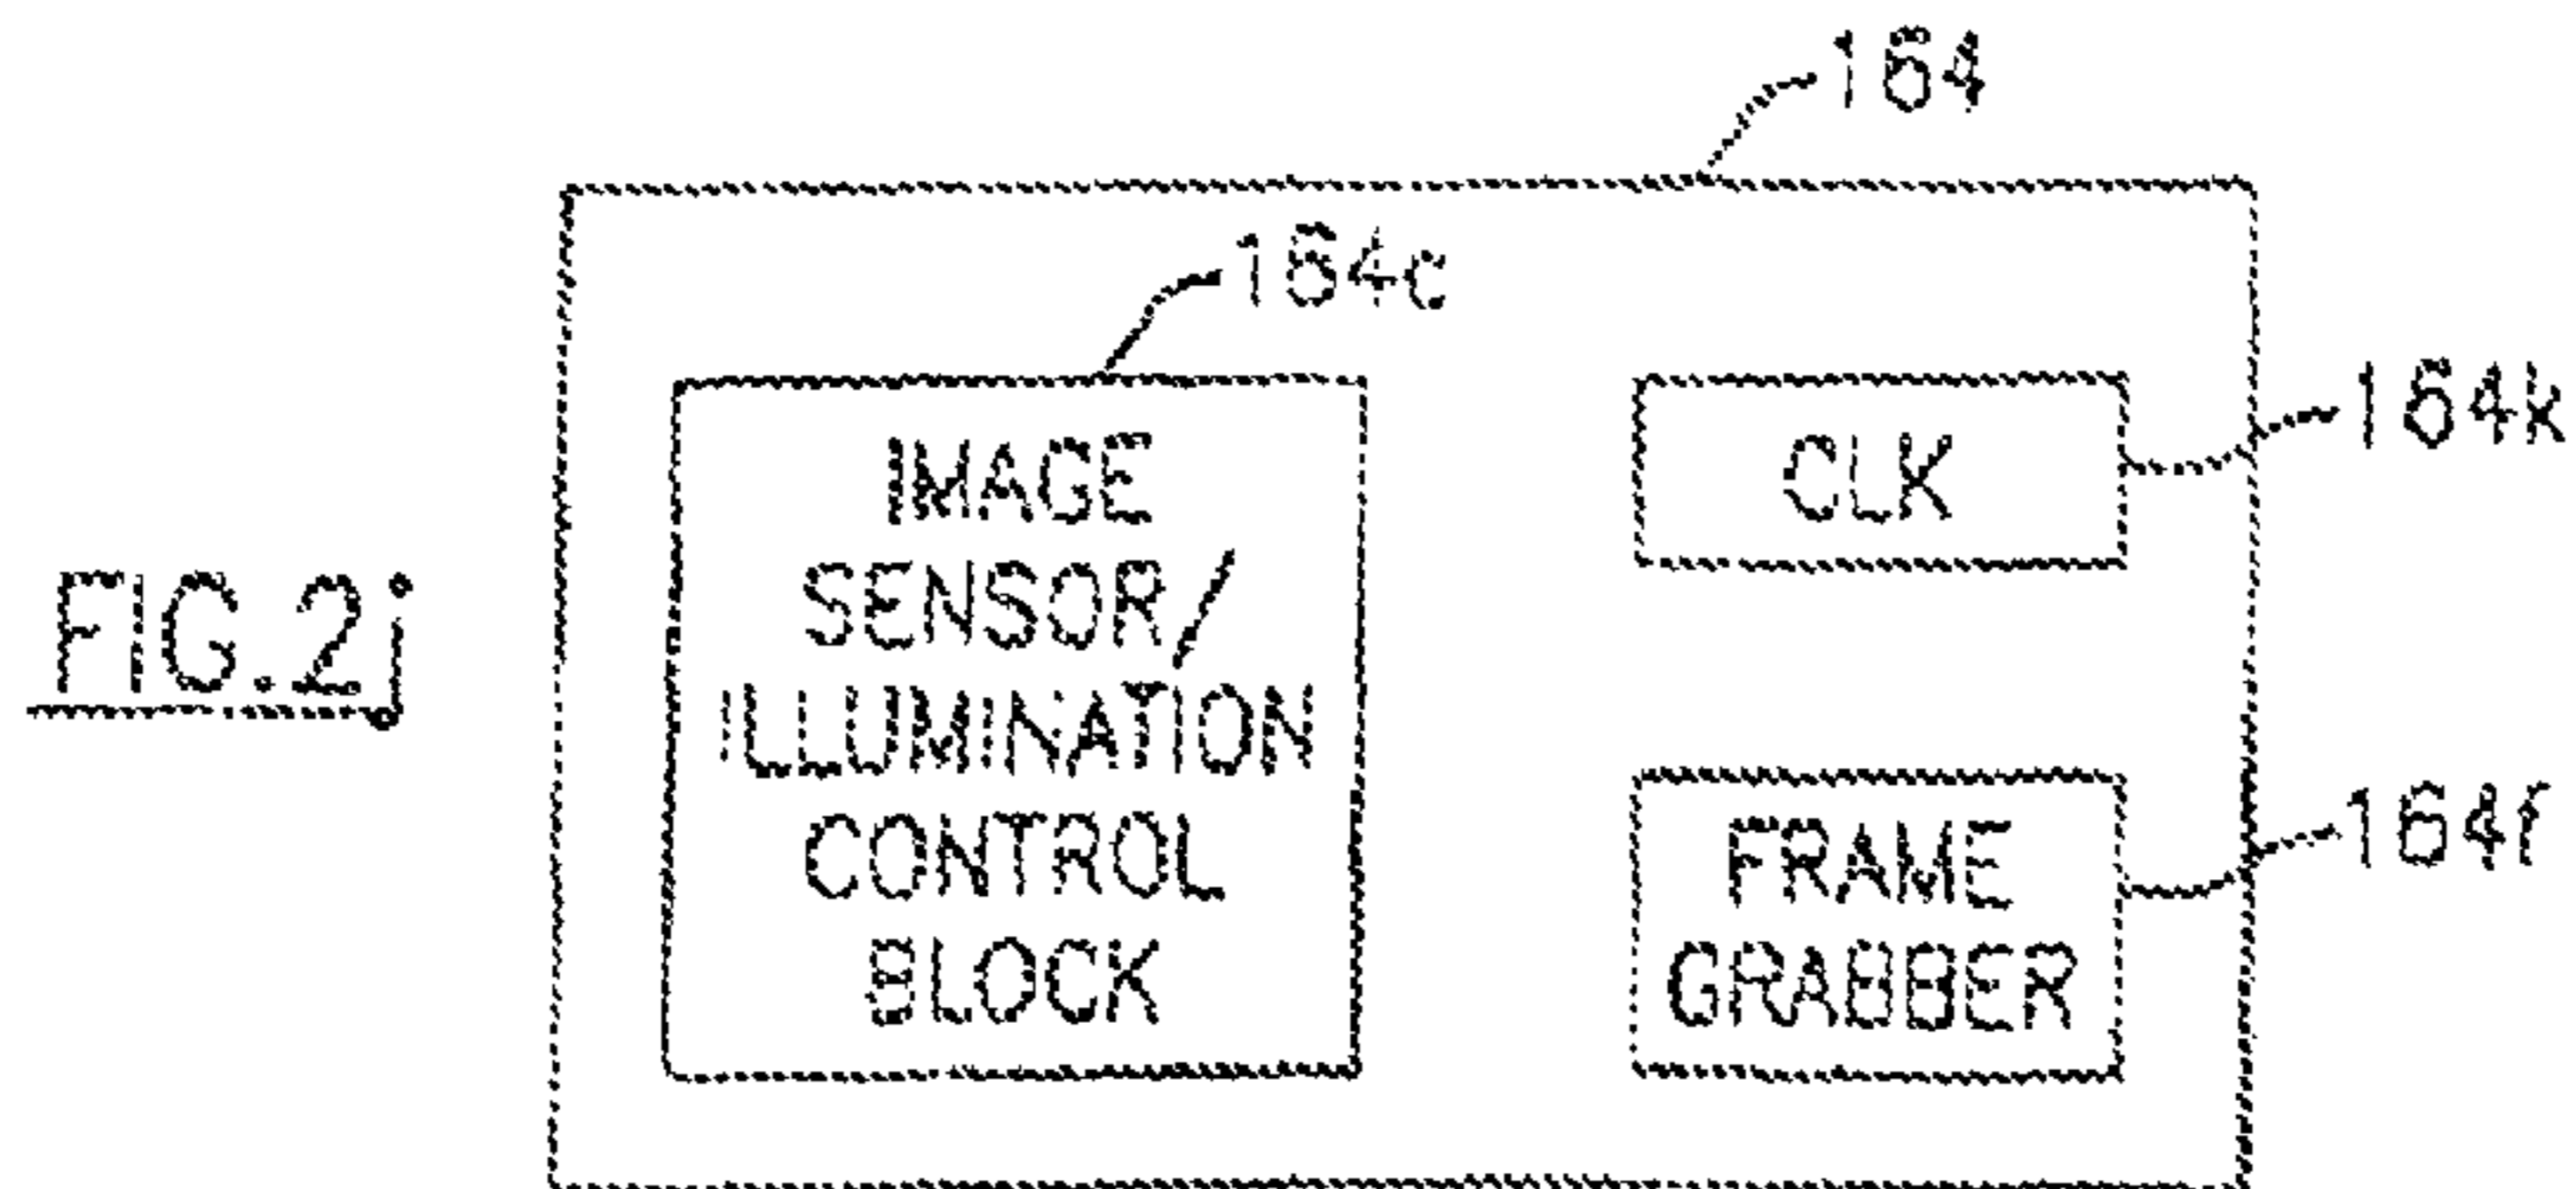 164
164c
IMAGE
SENSOR/
ILLUMINATION
CONTROL
BLOCK
CLK
164k
FRAME
GRABBER
164f
FIG.2j